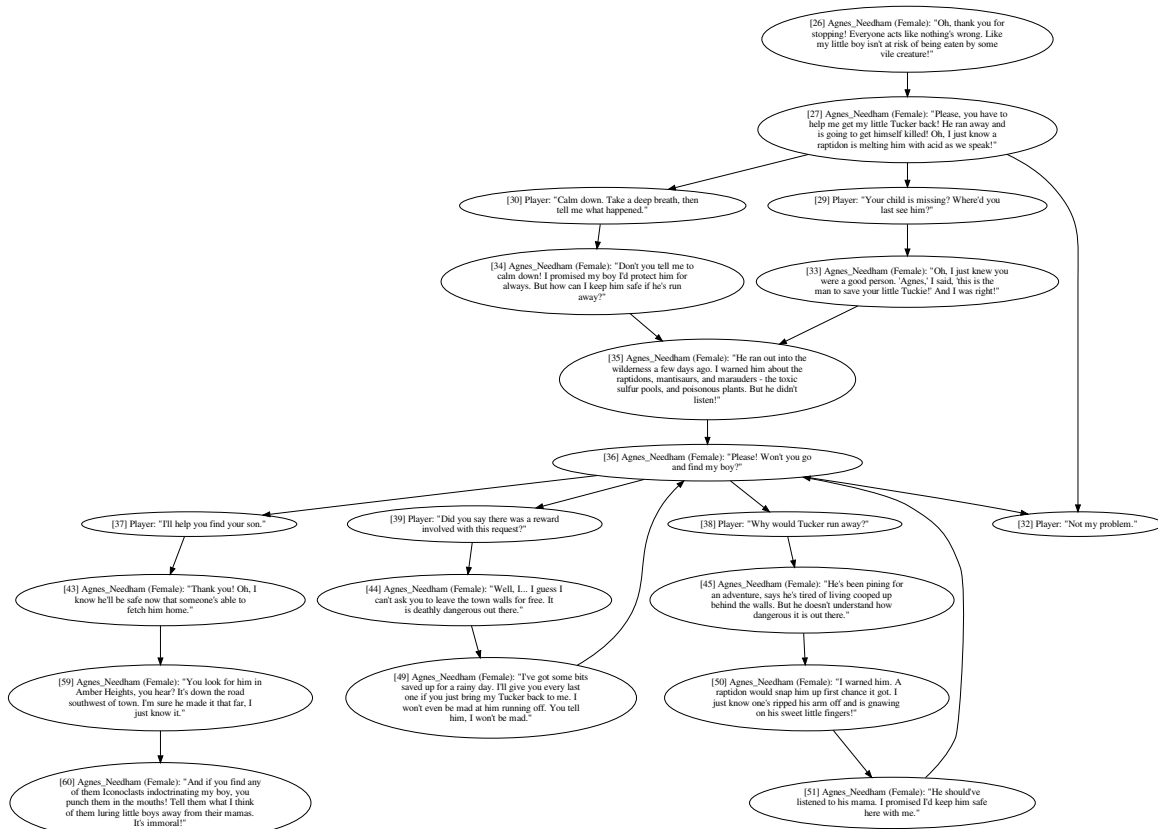 [26] Agnes_Needham (Female): "Oh, thank you for
stopping! Everyone acts like nothing's wrong. Like
my little boy isn't at risk of being eaten by some
vile creature!"
[27] Agnes_Needham (Female): "Please, you have to
help me get my little Tucker back! He ran away and
is going to get himself killed! Oh, I just know a
raptidon is melting him with acid as we speak!"
[30] Player: "Calm down. Take a deep breath, then
tell me what happened."
[29] Player: "Your child is missing? Where'd you
last see him?"
[34] Agnes_Needham (Female): "Don't you tell me to
calm down! I promised my boy I'd protect him for
always. But how can I keep him safe if he's run
away?"
[33] Agnes_Needham (Female): "Oh, I just knew you
were a good person. 'Agnes,' I said, 'this is the
man to save your little Tuckie!' And I was right!"
[35] Agnes_Needham (Female): "He ran out into the
wilderness a few days ago. I warned him about the
raptidons, mantisaurs, and marauders - the toxic
sulfur pools, and poisonous plants. But he didn't
listen!"
[36] Agnes_Needham (Female): "Please! Won't you go
and find my boy?"
[37] Player: "I'll help you find your son."
[39] Player: "Did you say there was a reward
involved with this request?"
[38] Player: "Why would Tucker run away?"
[32] Player: "Not my problem."
[43] Agnes_Needham (Female): "Thank you! Oh, I
know he'll be safe now that someone's able to
fetch him home."
[44] Agnes_Needham (Female): "Well, I... I guess I
can't ask you to leave the town walls for free. It
is deathly dangerous out there."
[45] Agnes_Needham (Female): "He's been pining for
an adventure, says he's tired of living cooped up
behind the walls. But he doesn't understand how
dangerous it is out there."
[59] Agnes_Needham (Female): "You look for him in
Amber Heights, you hear? It's down the road
southwest of town. I'm sure he made it that far, I
just know it."
[49] Agnes_Needham (Female): "I've got some bits
saved up for a rainy day. I'll give you every last
one if you just bring my Tucker back to me. I
won't even be mad at him running off. You tell
him, I won't be mad."
[50] Agnes_Needham (Female): "I warned him. A
raptidon would snap him up first chance it got. I
just know one's ripped his arm off and is gnawing
on his sweet little fingers!"
[60] Agnes_Needham (Female): "And if you find any
of them Iconoclasts indoctrinating my boy, you
punch them in the mouths! Tell them what I think
of them luring little boys away from their mamas.
It's immoral!"
[51] Agnes_Needham (Female): "He should've
listened to his mama. I promised I'd keep him safe
here with me."